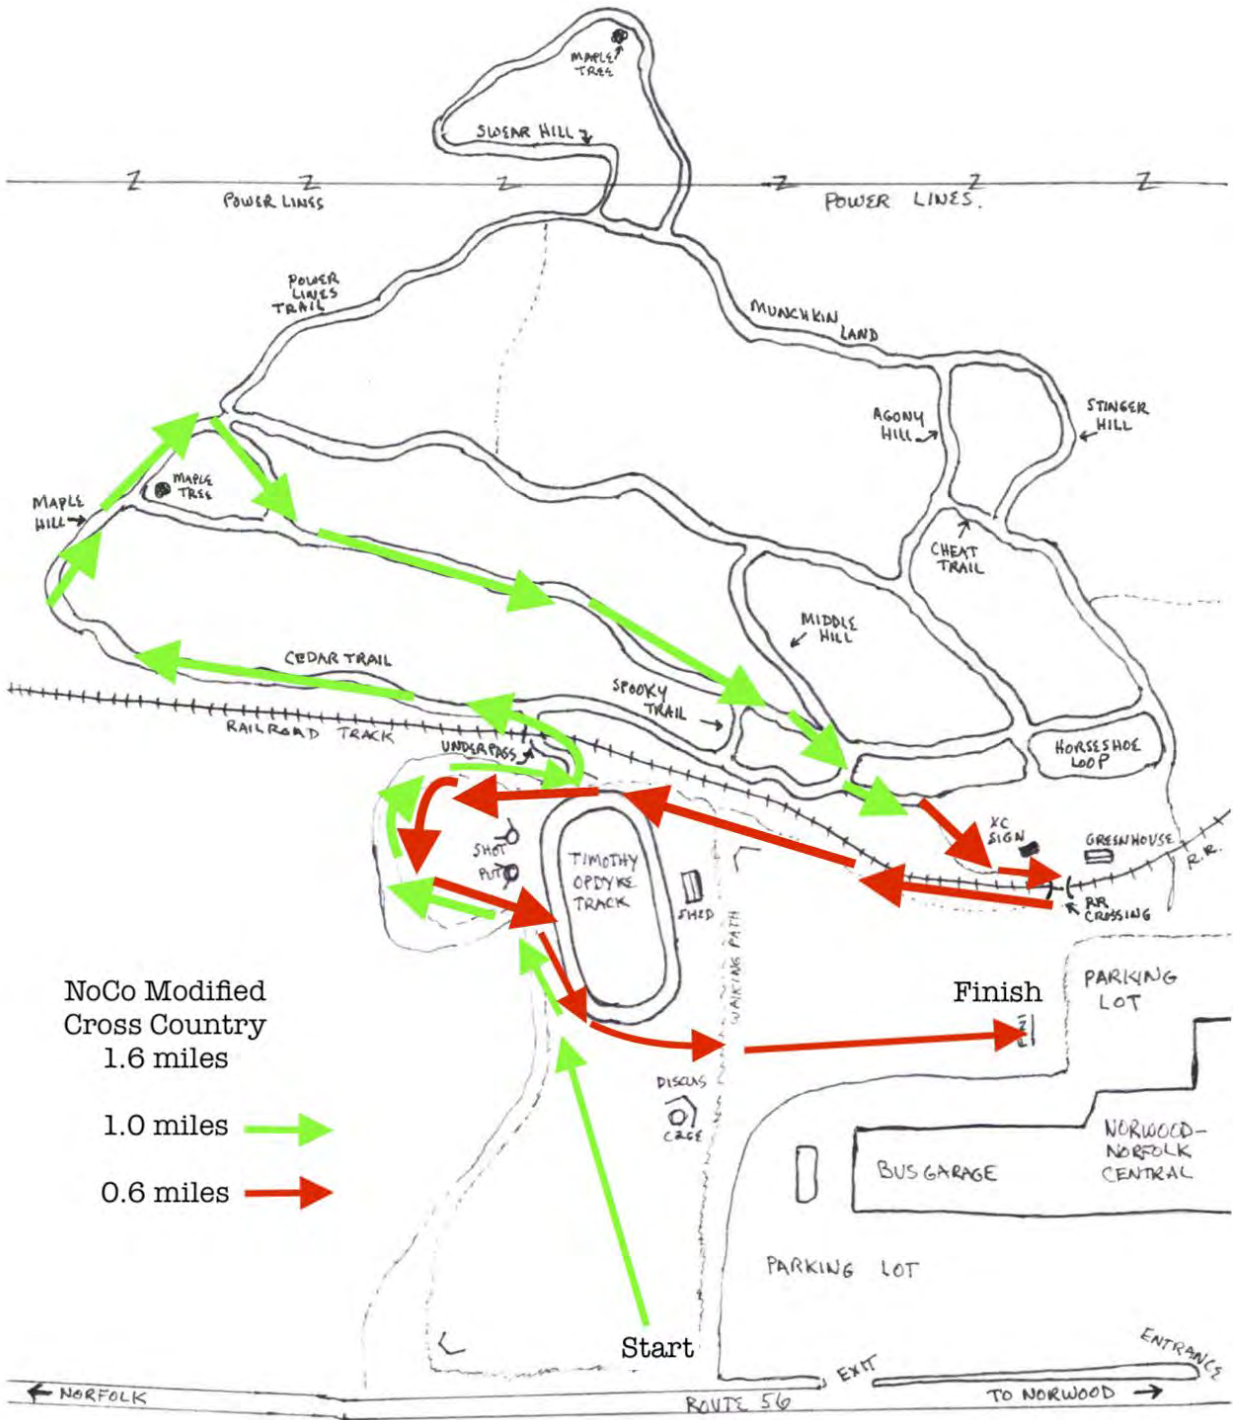 MAPLE
TREE
SWEAR HILL
POWER LINES
POWER LINES.
POWER
LINES
TRAIL
MUNCHKIN
LAND
AGONY
HILL
STINGER
HILL
MAPLE
TREE
MAPLE
HILL
CHEAT
TRAIL
MIDDLE
HILL
CEDAR TRAIL
SPOOKY
TRAIL
RAILROAD TRACK
UNDERPASS
HORSESHOE
LOOP
XC
SIGN
GREENHOUSE
R.R.
SHOT
PUT
TIMOTHY
OPDYKE
TRACK
SHED
RR
CROSSING
WALKING PATH
NoCo Modified
Cross Country
1.6 miles
1.0 miles
0.6 miles
Finish
PARKING
LOT
DISCUS
CAGE
BUS GARAGE
NORWOOD-
NORFOLK
CENTRAL
PARKING LOT
Start
EXIT
ENTRANCE
NORFOLK
ROUTE 56
TO NORWOOD